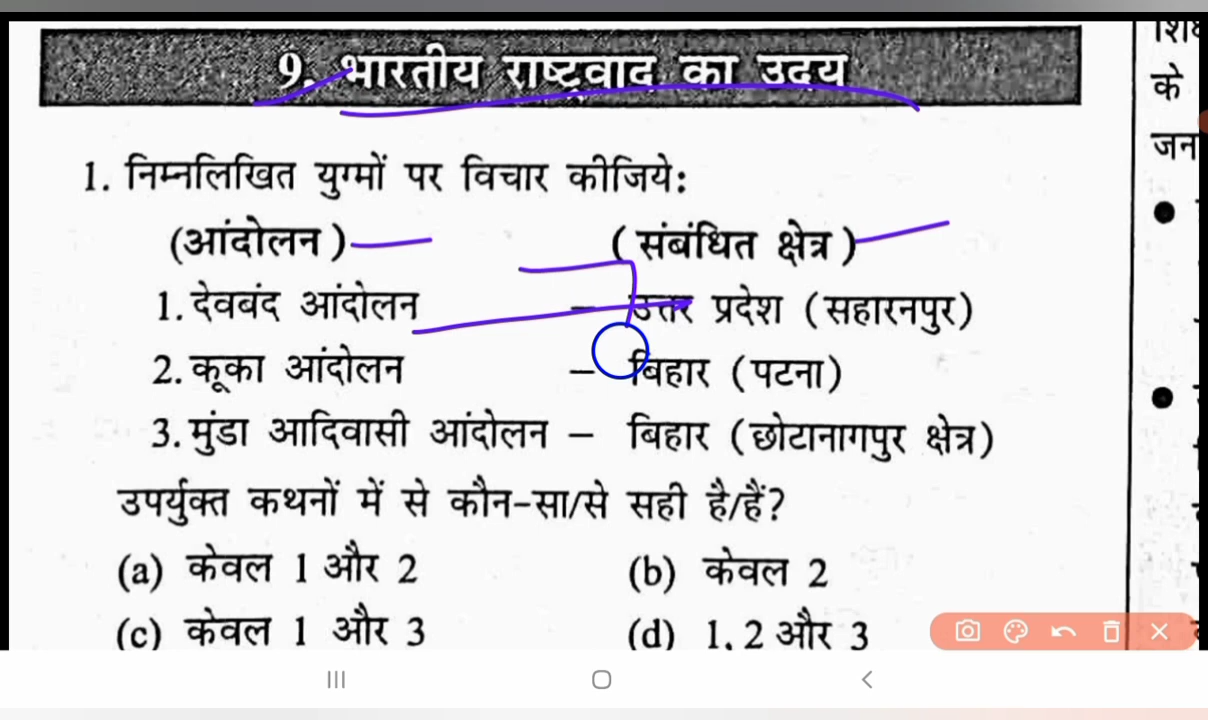 9. भारतीय राष्ट्रवाद का उदय
1. निम्नलिखित युग्मों पर विचार कीजिये:
(आंदोलन) (संबंधित क्षेत्र)
1. देवबंद आंदोलन – उत्तर प्रदेश (सहारनपुर)
2. कूका आंदोलन – बिहार (पटना)
3. मुंडा आदिवासी आंदोलन – बिहार (छोटानागपुर क्षेत्र)
उपर्युक्त कथनों में से कौन-सा/से सही है/हैं?
(a) केवल 1 और 2 (b) केवल 2
(c) केवल 1 और 3 (d) 1, 2 और 3
के
जन